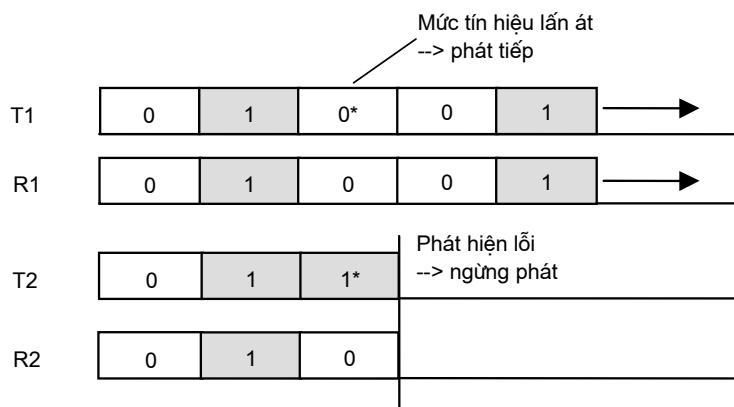 Mức tín hiệu lấn át
--> phát tiếp
T1 0 1 0* 0 1
R1 0 1 0 0 1
Phát hiện lỗi
--> ngừng phát
T2 0 1 1*
R2 0 1 0